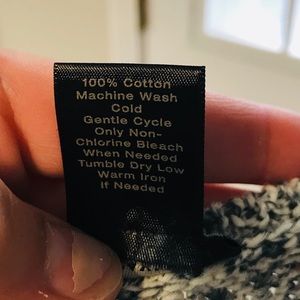 100% Cotton
Machine Wash
Cold
Gentle Cycle
Only Non-
Chlorine Bleach
When Needed
Tumble Dry Low
Warm Iron
If Needed